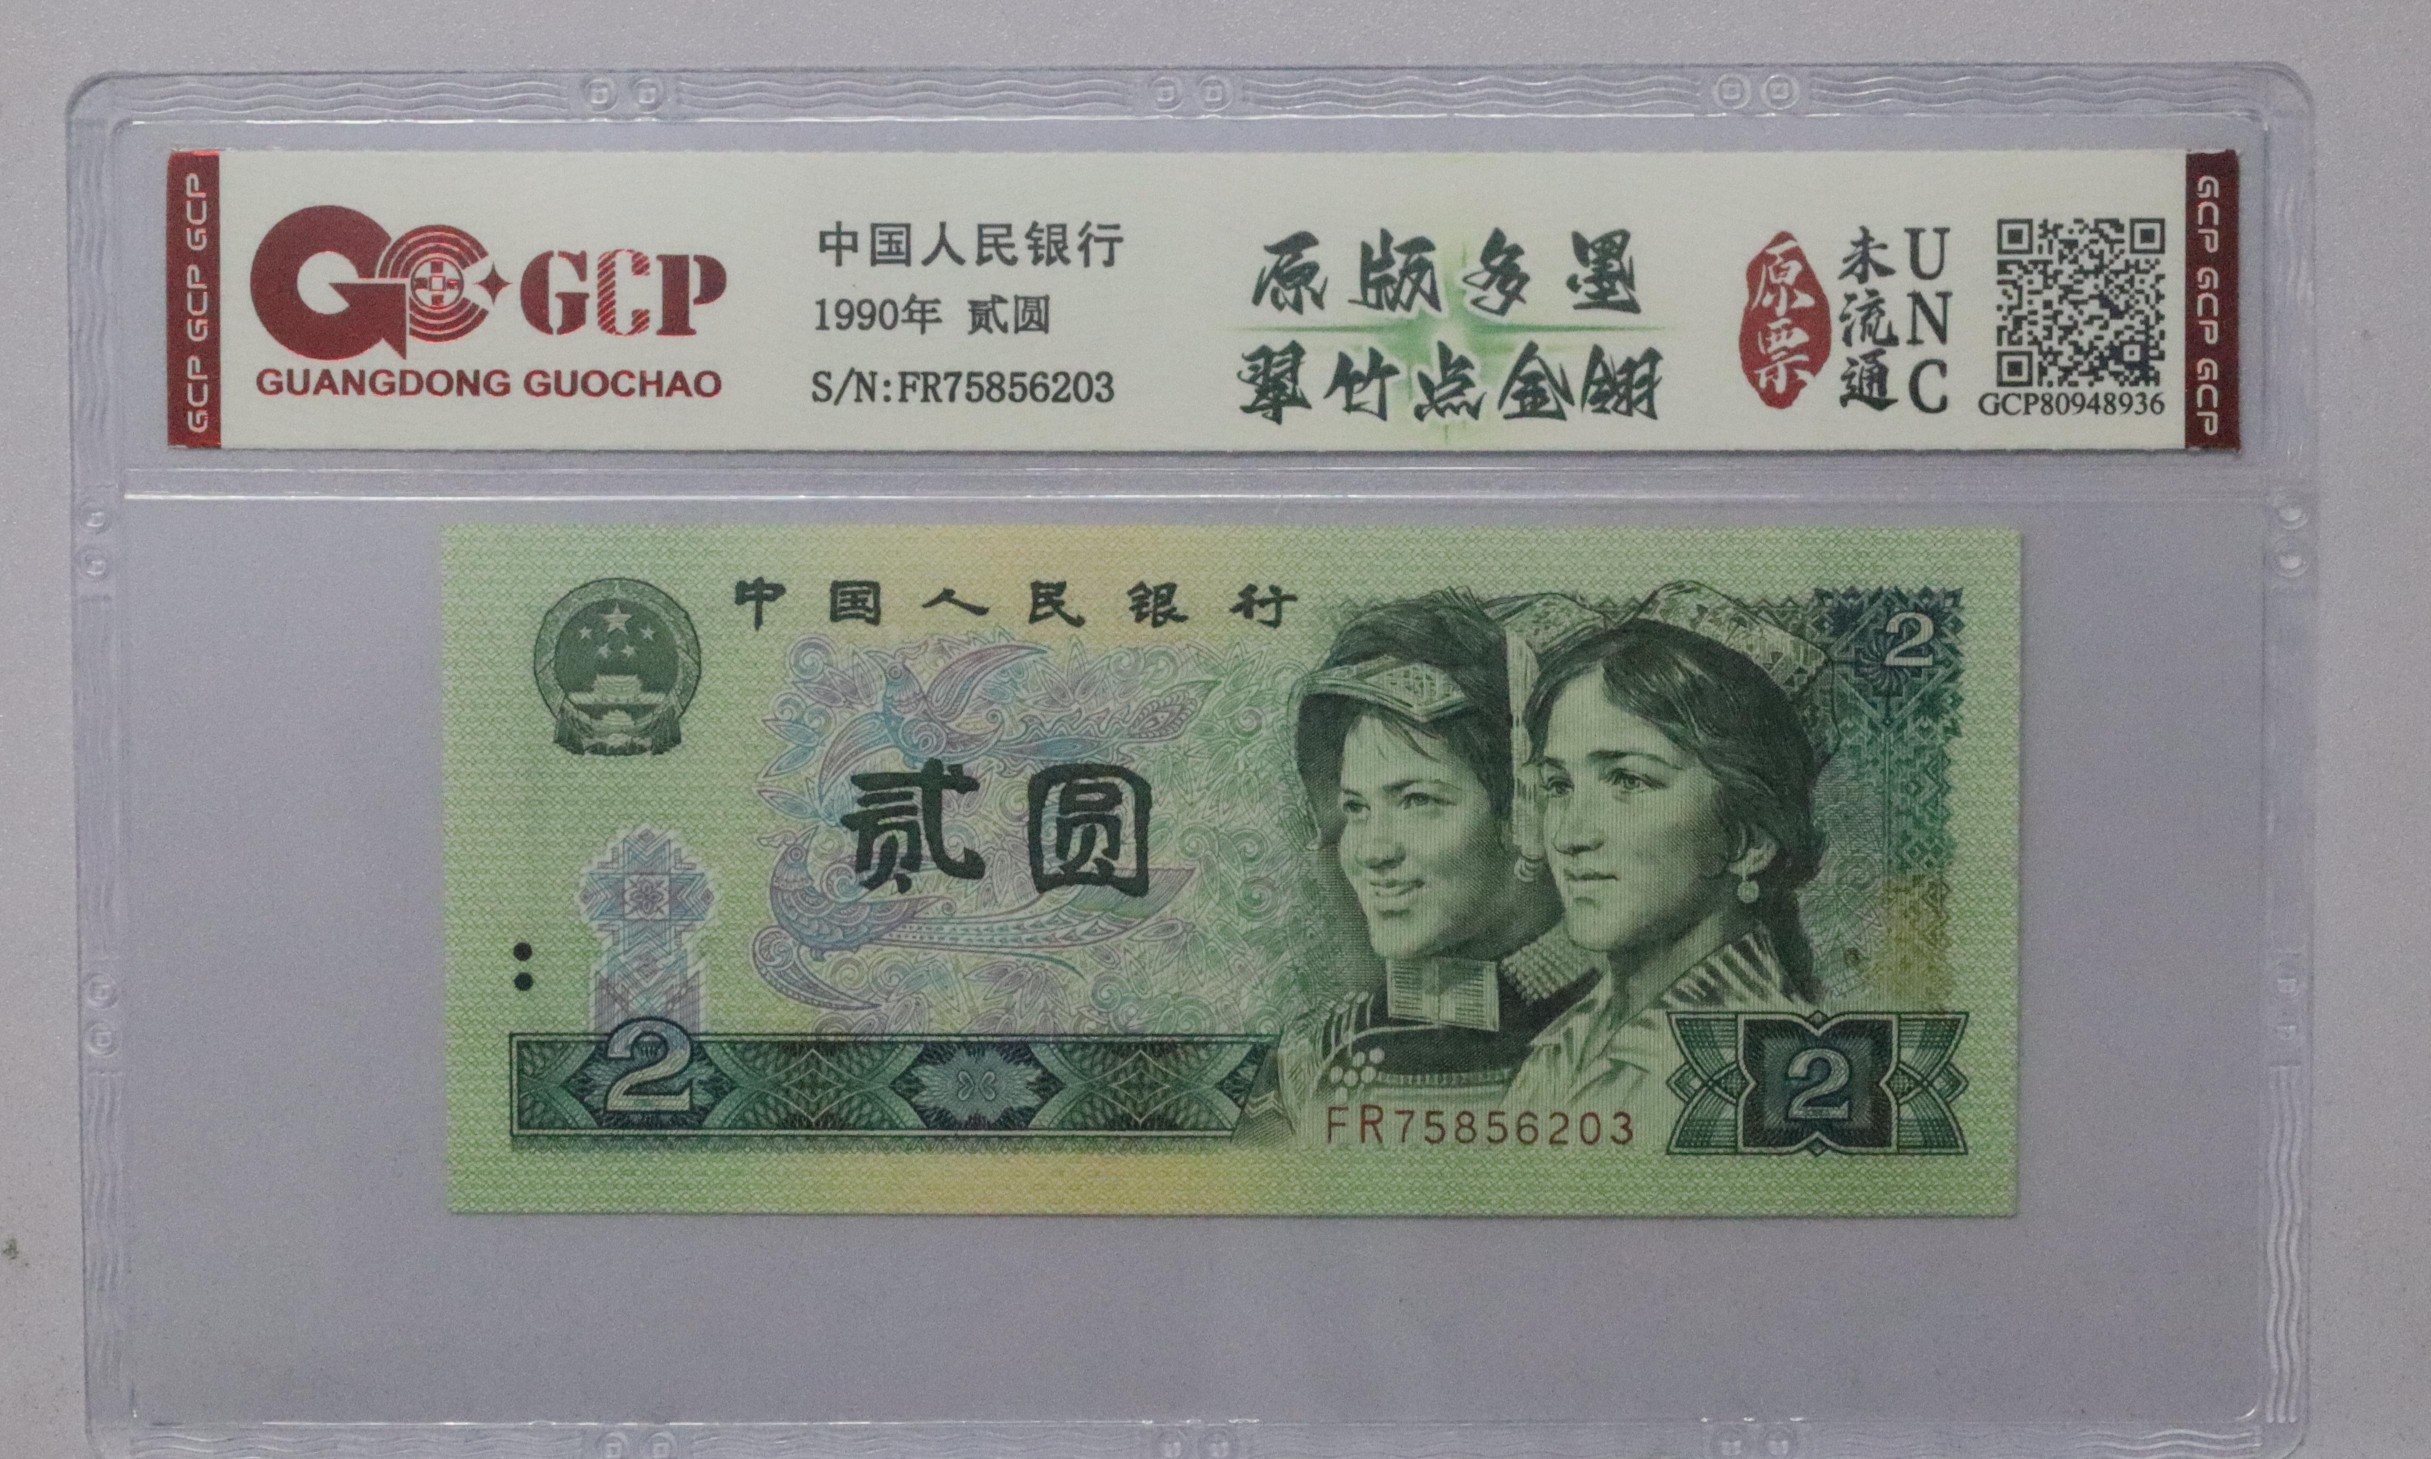 GCP GCP GCP
GCP
GUANGDONG GUOCHAO
中国人民银行
1990年 贰圆
S/N:FR75856203
原版多墨
翠竹点金翎
原票
未流通
UNC
GCP80948936
GCP GCP GCP
中国人民银行
2
贰圆
2
FR75856203
2